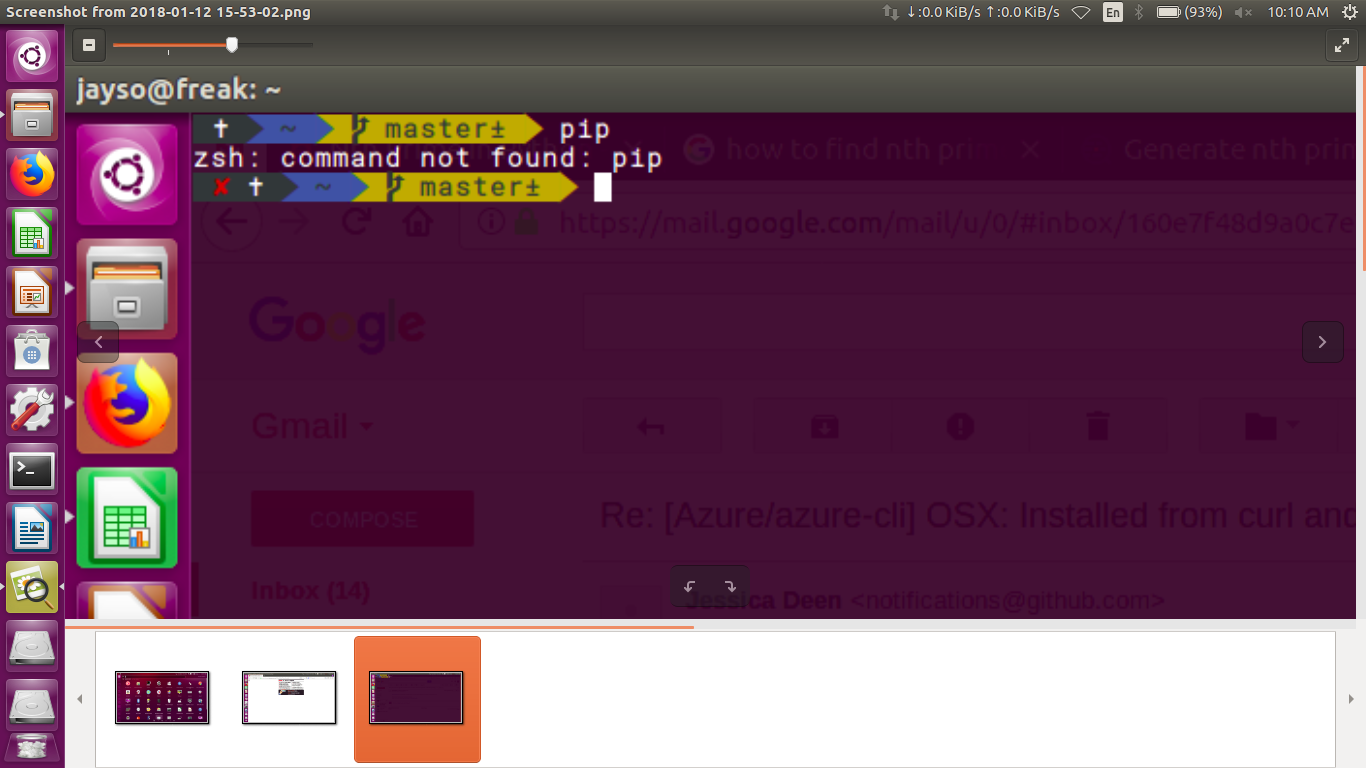 Screenshot from 2018-01-12 15-53-02.png
↓:0.0 KiB/s ↑:0.0 KiB/s En (93%) 10:10 AM
jayso@freak: ~
† ~ master± pip
zsh: command not found: pip
✘ † ~ master±
how to find nth prim
Generate nth prim
https://mail.google.com/mail/u/0/#inbox/160e7f48d9a0c7e
Google
Gmail
COMPOSE
Re: [Azure/azure-cli] OSX: Installed from curl and
Inbox (14)
Jessica Deen <notifications@github.com>